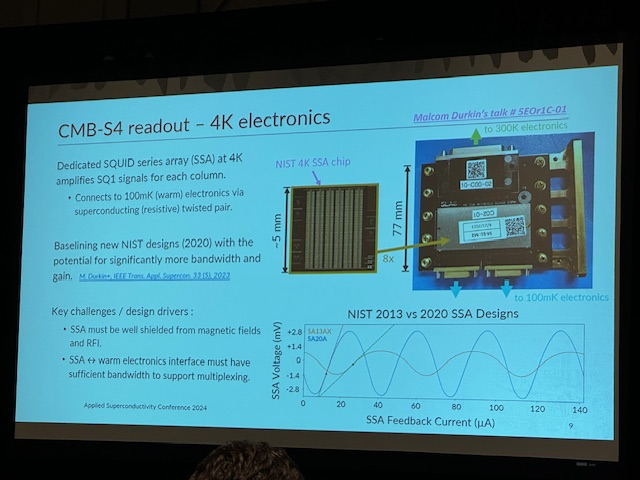 CMB-S4 readout – 4K electronics
Malcom Durkin's talk # 5EOr1C-01
to 300K electronics
Dedicated SQUID series array (SSA) at 4K
amplifies SQ1 signals for each column.
• Connects to 100mK (warm) electronics via
superconducting (resistive) twisted pair.
Baselining new NIST designs (2020) with the
potential for significantly more bandwidth and
gain. M. Durkin+, IEEE Trans. Appl. Supercon. 33 (5), 2023
Key challenges / design drivers :
• SSA must be well shielded from magnetic fields
and RFI.
• SSA ↔ warm electronics interface must have
sufficient bandwidth to support multiplexing.
Applied Superconductivity Conference 2024
NIST 4K SSA chip
~5 mm
77 mm
8x
10-C00-02
SLAC
C02-01
to 100mK electronics
NIST 2013 vs 2020 SSA Designs
SA13AX
SA20A
SSA Voltage (mV)
+2.8
+1.4
0
-1.4
-2.8
0 20 40 60 80 100 120 140
SSA Feedback Current (μA)
9